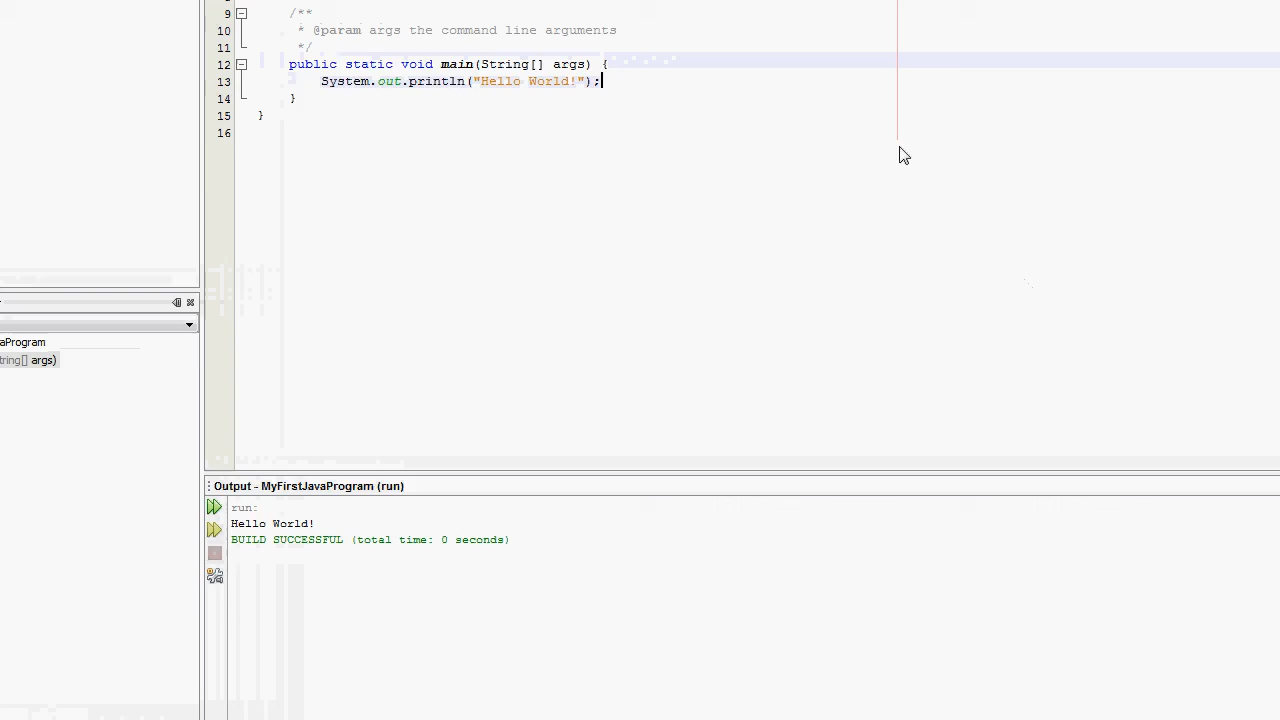 9
/**
10
* @param args the command line arguments
11
*/
12
public static void main(String[] args) {
13
System.out.println("Hello World!");
14
}
15
}
16
aProgram
tring[] args)
Output - MyFirstJavaProgram (run)
run:
Hello World!
BUILD SUCCESSFUL (total time: 0 seconds)